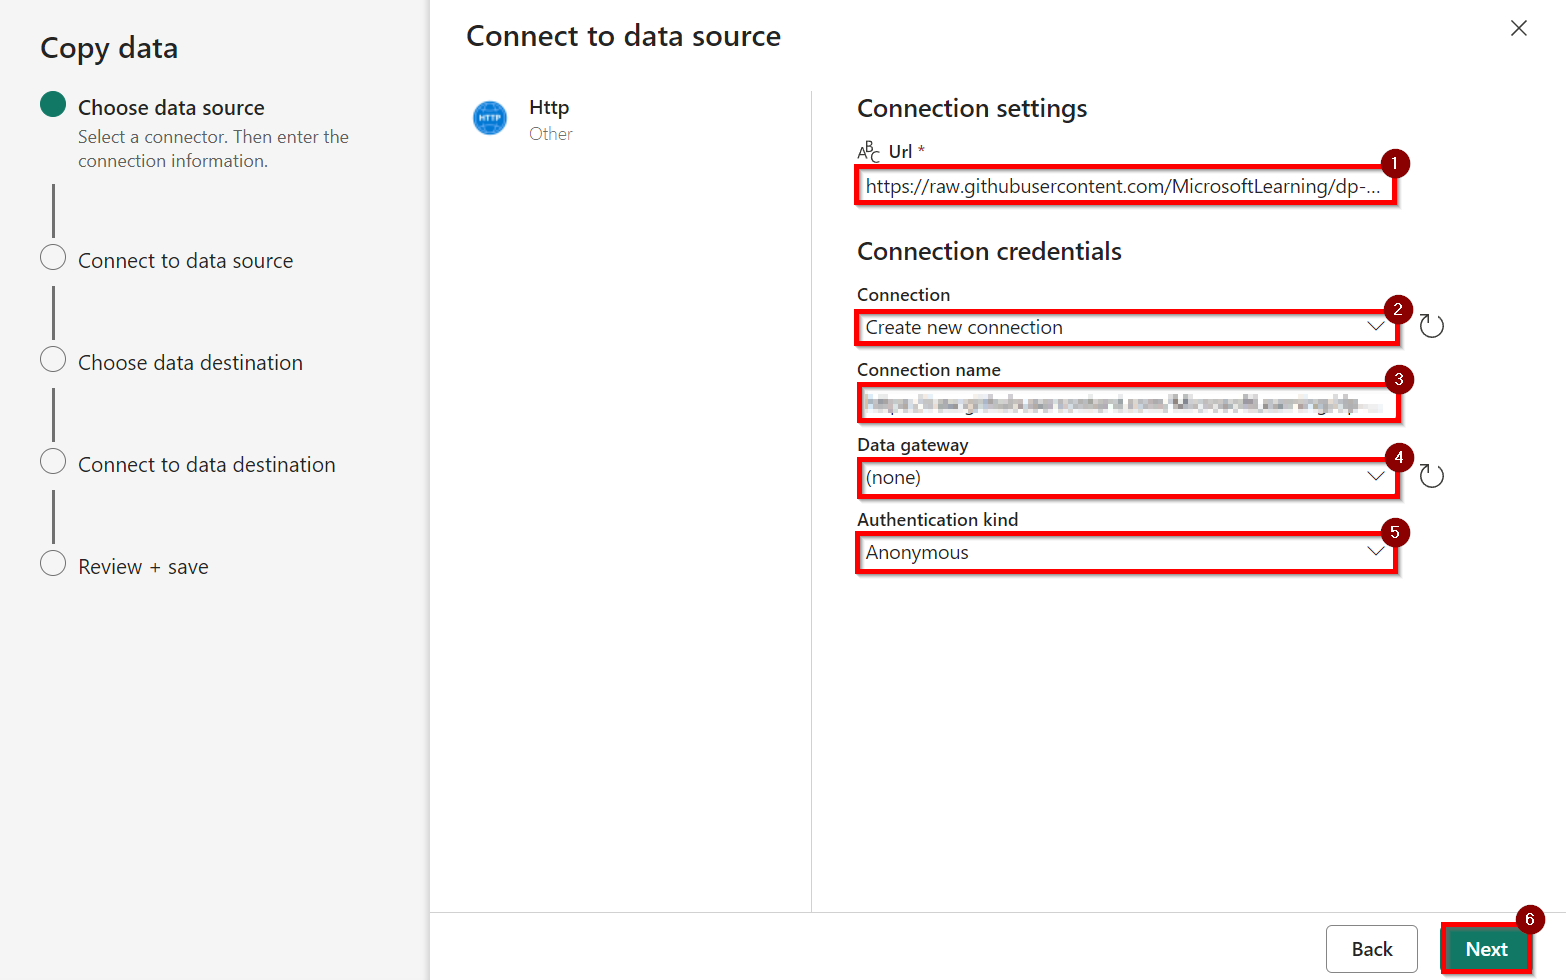 Copy data
Choose data source
Select a connector. Then enter the
connection information.
Connect to data source
Choose data destination
Connect to data destination
Review + save
Connect to data source
HTTP
Http
Other
Connection settings
ABC Url *
1
https://raw.githubusercontent.com/MicrosoftLearning/dp-...
Connection credentials
Connection
2
Create new connection
Connection name
3
Data gateway
4
(none)
Authentication kind
5
Anonymous
6
Back
Next